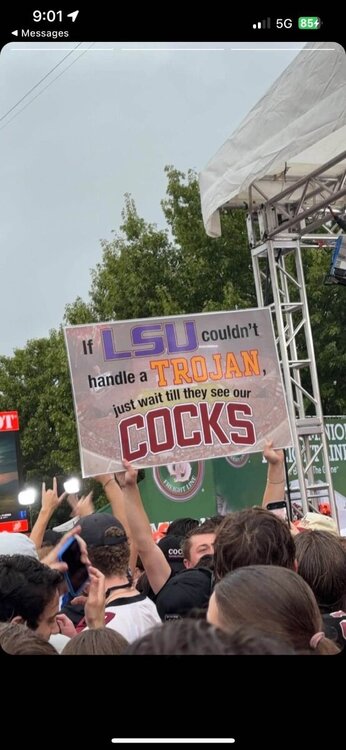 9:01
5G
85
◀ Messages
If LSU couldn't
handle a TROJAN,
just wait till they see our
COCKS